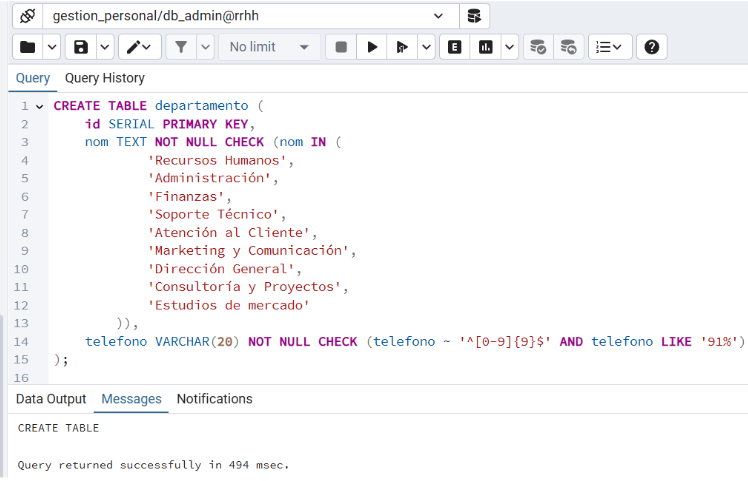 gestion_personal/db_admin@rrhh
No limit
E
Query Query History
1 CREATE TABLE departamento (
2 id SERIAL PRIMARY KEY,
3 nom TEXT NOT NULL CHECK (nom IN (
4 'Recursos Humanos',
5 'Administración',
6 'Finanzas',
7 'Soporte Técnico',
8 'Atención al Cliente',
9 'Marketing y Comunicación',
10 'Dirección General',
11 'Consultoría y Proyectos',
12 'Estudios de mercado'
13 )),
14 telefono VARCHAR(20) NOT NULL CHECK (telefono ~ '^[0-9]{9}$' AND telefono LIKE '91%')
15 );
16
Data Output Messages Notifications
CREATE TABLE
Query returned successfully in 494 msec.